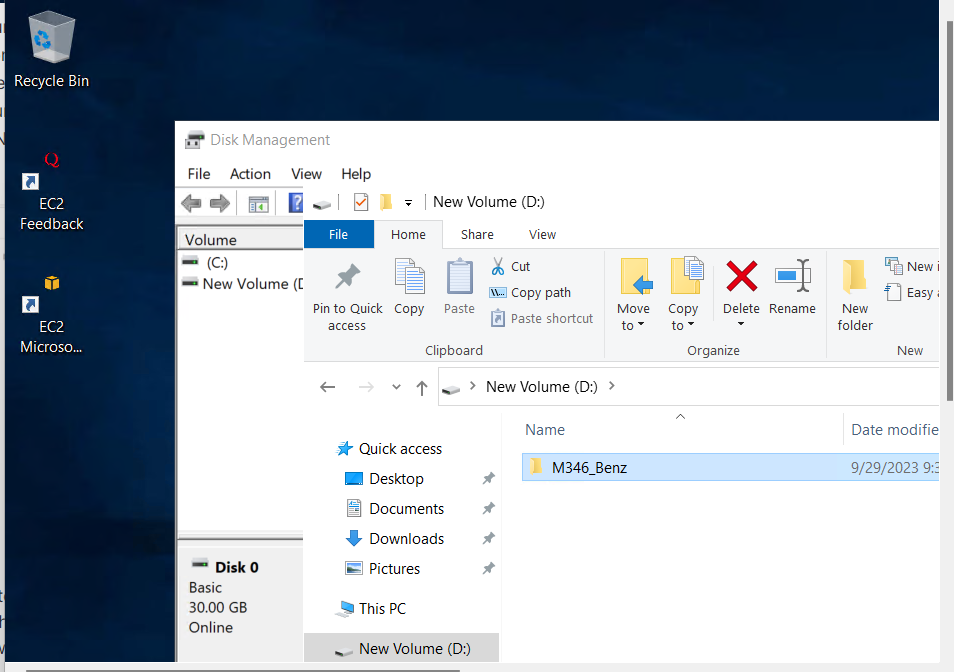 Recycle Bin
EC2
Feedback
EC2
Microso...
Disk Management
File Action View Help
New Volume (D:)
File Home Share View
Volume
(C:)
New Volume (D
Pin to Quick
access
Copy
Paste
Cut
Copy path
Paste shortcut
Clipboard
Move
to
Copy
to
Delete
Rename
Organize
New
folder
New i
Easy a
New
New Volume (D:)
Name Date modifie
M346_Benz 9/29/2023 9:3
Quick access
Desktop
Documents
Downloads
Pictures
This PC
New Volume (D:)
Disk 0
Basic
30.00 GB
Online